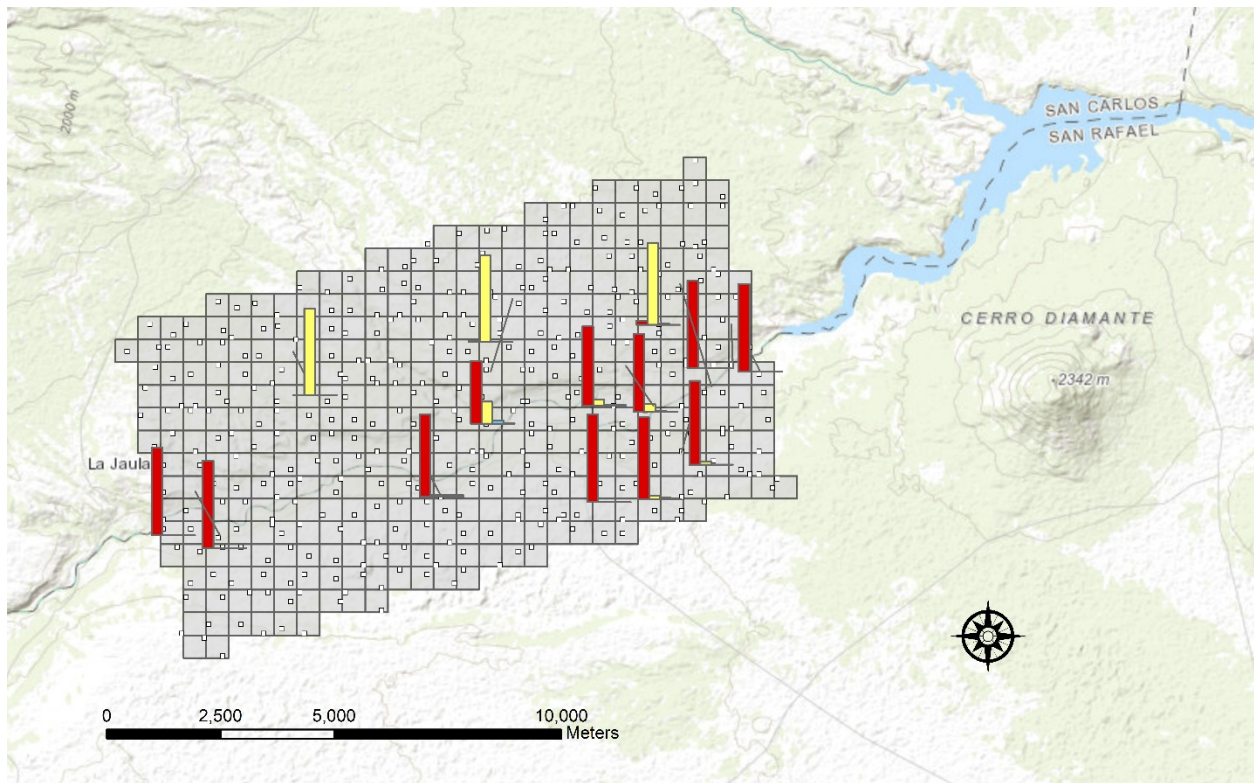 2000 m
SAN CARLOS
SAN RAFAEL
CERRO DIAMANTE
2342 m
La Jaula
0 2,500 5,000 10,000
Meters